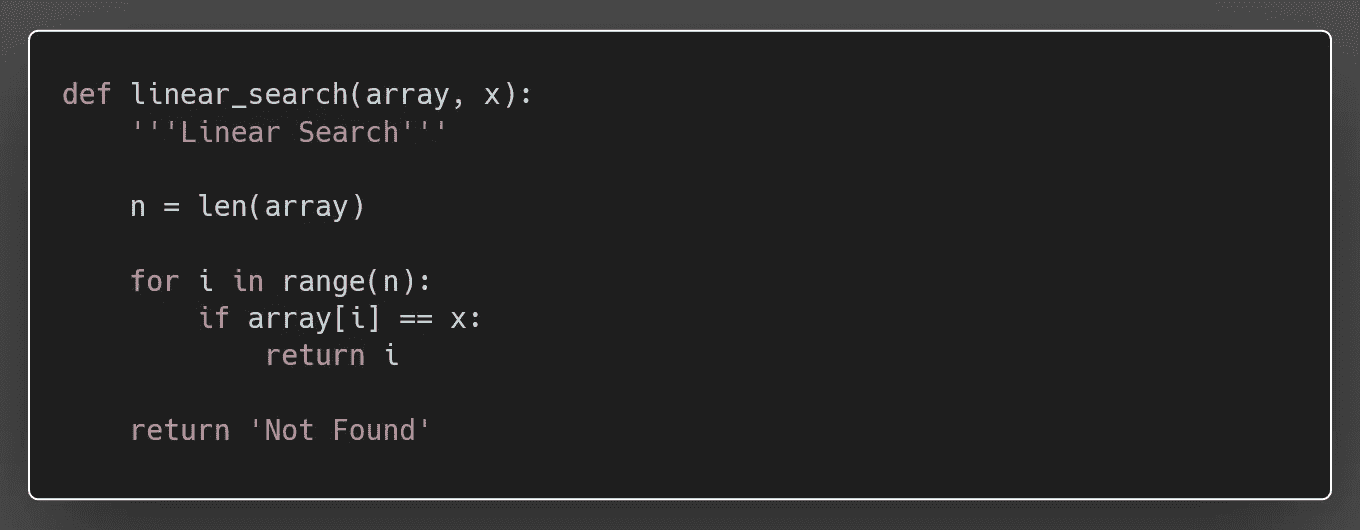 def linear_search(array, x):
    '''Linear Search'''
    n = len(array)
    for i in range(n):
        if array[i] == x:
            return i
    return 'Not Found'